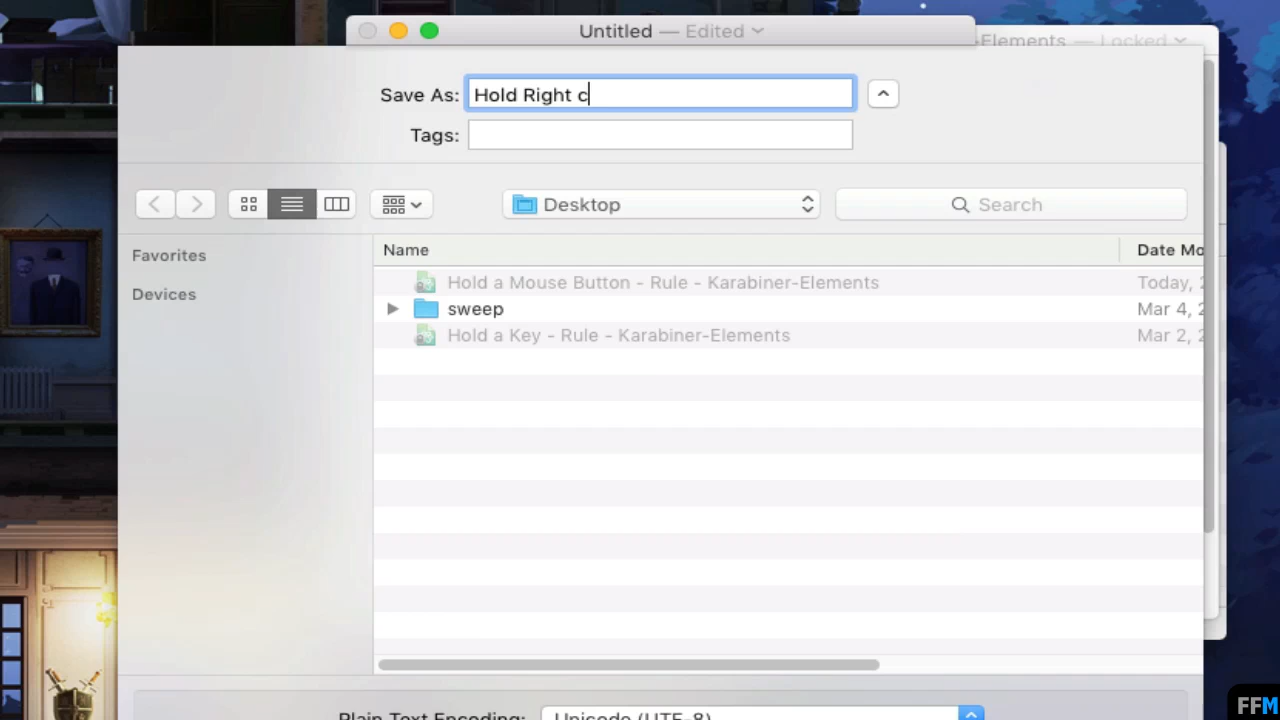 Untitled — Edited
-Elements — Locked
Save As: Hold Right c
Tags:
Desktop
Search
Favorites
Devices
Name
Date Mo
Hold a Mouse Button - Rule - Karabiner-Elements
Today, 2
sweep
Mar 4, 2
Hold a Key - Rule - Karabiner-Elements
Mar 2, 2
Plain Text Encoding: Unicode (UTF-8)
FFM